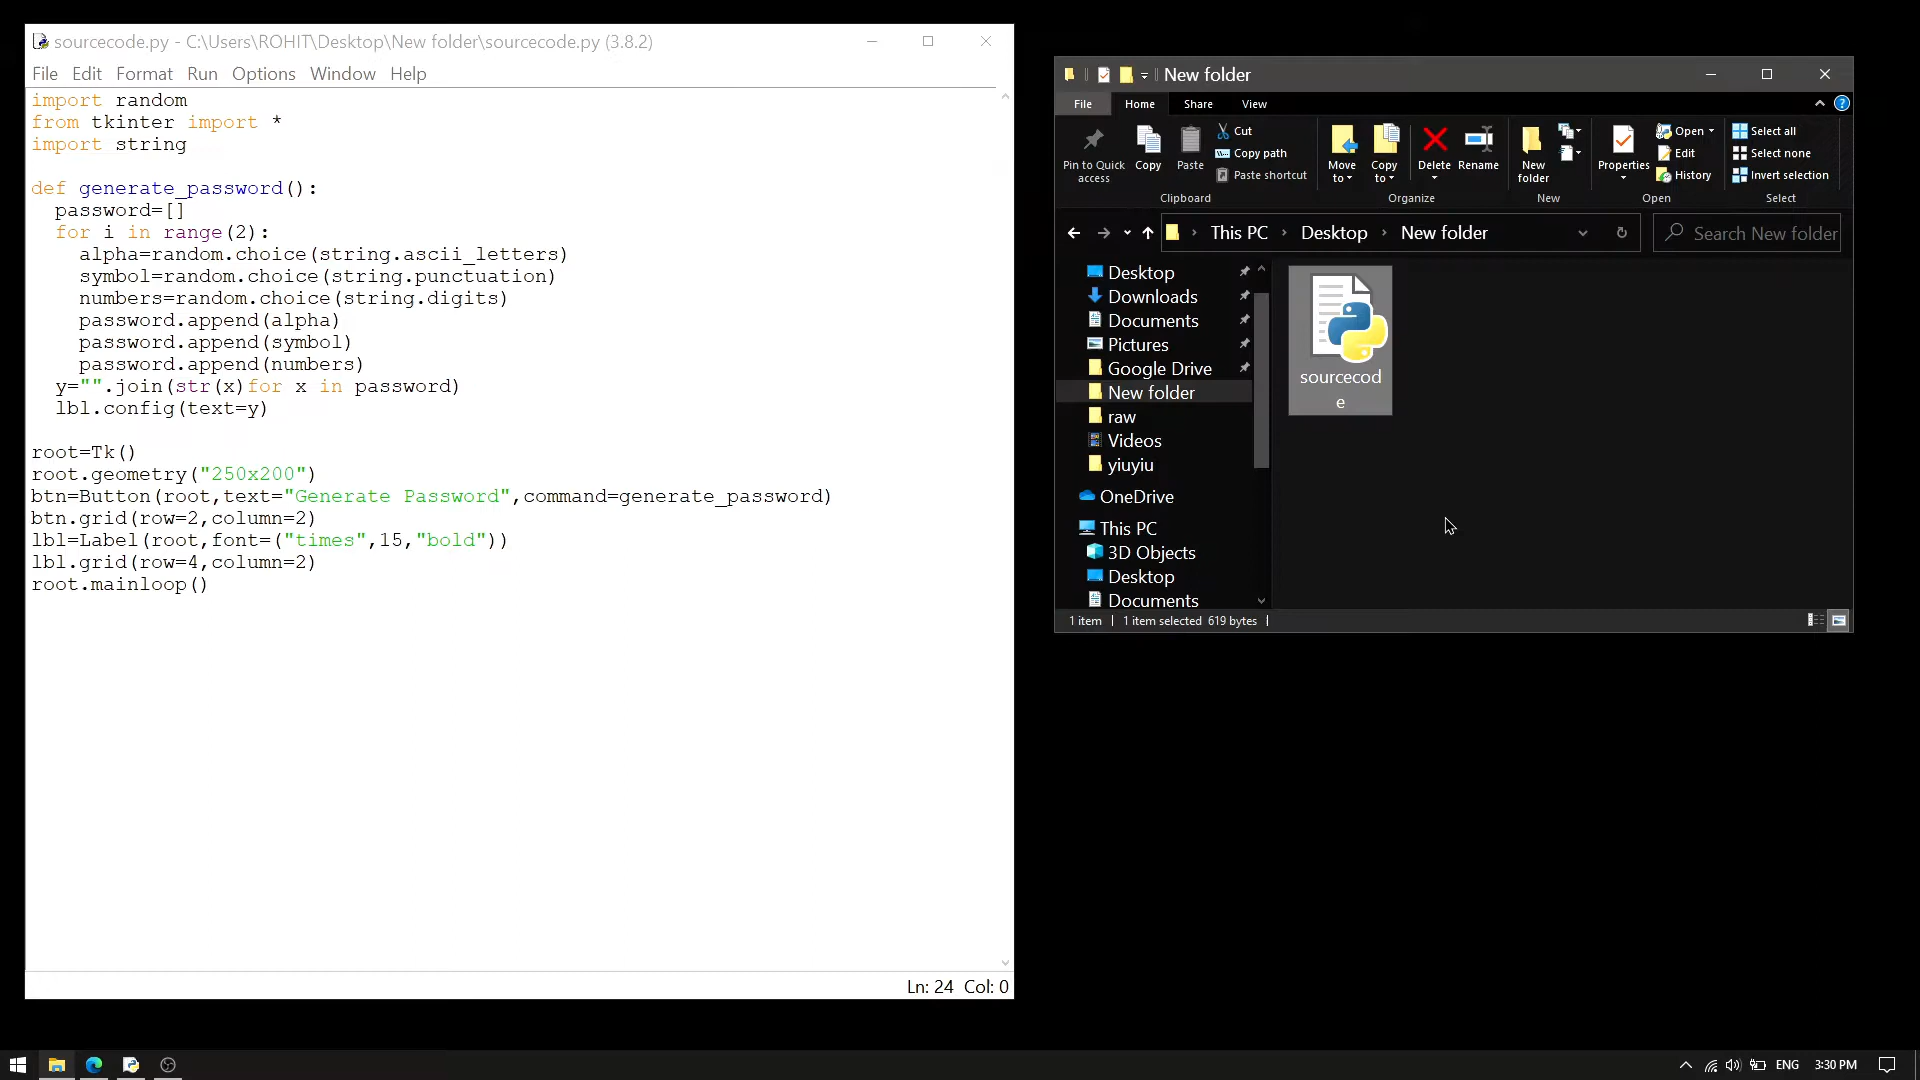 sourcecode.py - C:\Users\ROHIT\Desktop\New folder\sourcecode.py (3.8.2)
File Edit Format Run Options Window Help
import random
from tkinter import *
import string

def generate_password():
  password=[]
  for i in range(2):
    alpha=random.choice(string.ascii_letters)
    symbol=random.choice(string.punctuation)
    numbers=random.choice(string.digits)
    password.append(alpha)
    password.append(symbol)
    password.append(numbers)
  y="".join(str(x)for x in password)
  lbl.config(text=y)

root=Tk()
root.geometry("250x200")
btn=Button(root,text="Generate Password",command=generate_password)
btn.grid(row=2,column=2)
lbl=Label(root,font=("times",15,"bold"))
lbl.grid(row=4,column=2)
root.mainloop()
Ln: 24 Col: 0
New folder
File Home Share View
Pin to Quick access
Copy
Paste
Cut
Copy path
Paste shortcut
Clipboard
Move to
Copy to
Delete
Rename
Organize
New folder
New
Properties
Open
Edit
History
Open
Select all
Select none
Invert selection
Select
This PC › Desktop › New folder
Search New folder
Desktop
Downloads
Documents
Pictures
Google Drive
New folder
raw
Videos
yiuyiu
OneDrive
This PC
3D Objects
Desktop
Documents
sourcecod
e
1 item 1 item selected 619 bytes
ENG 3:30 PM